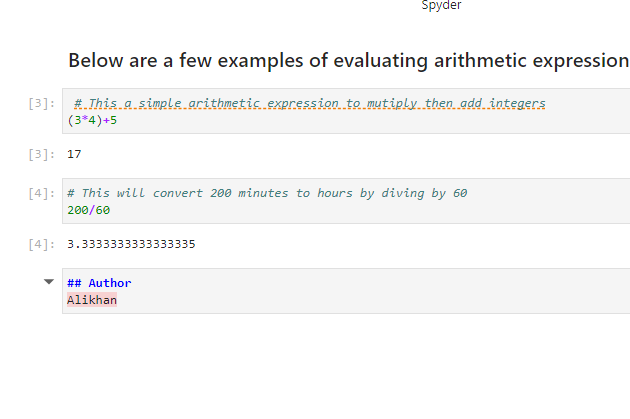 Spyder
Below are a few examples of evaluating arithmetic expression
[3]: # This a simple arithmetic expression to mutiply then add integers
(3*4)+5
[3]: 17
[4]: # This will convert 200 minutes to hours by diving by 60
200/60
[4]: 3.3333333333333335
## Author
Alikhan